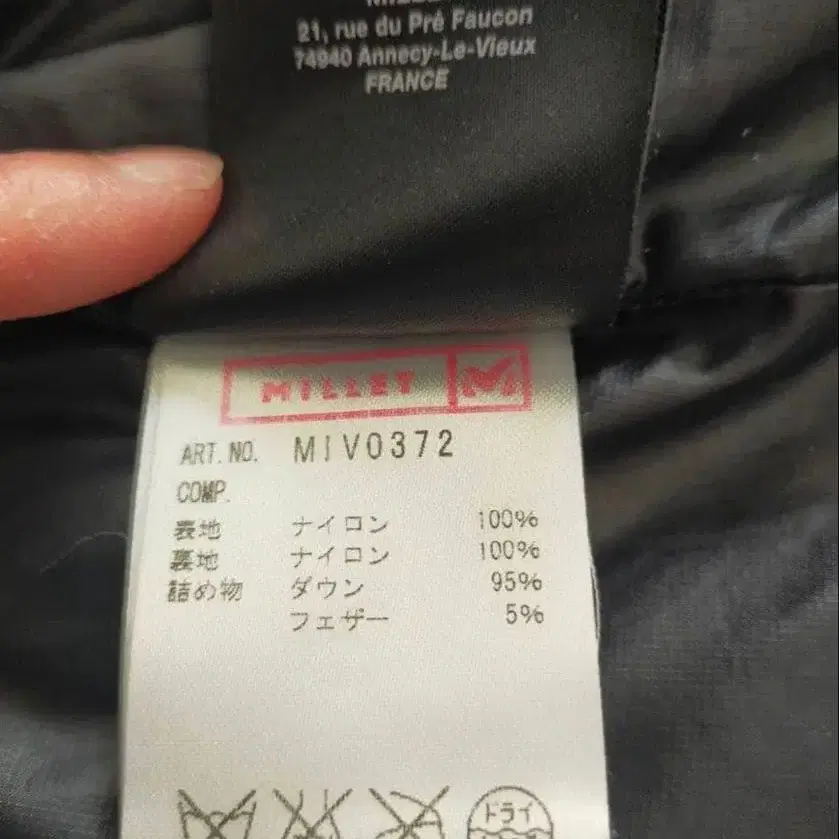 21, rue du Pré Faucon
74940 Annecy-Le-Vieux
FRANCE
MILLET
ART. NO. MIV0372
COMP.
表地 ナイロン 100%
裏地 ナイロン 100%
詰め物 ダウン 95%
フェザー 5%
ドライ